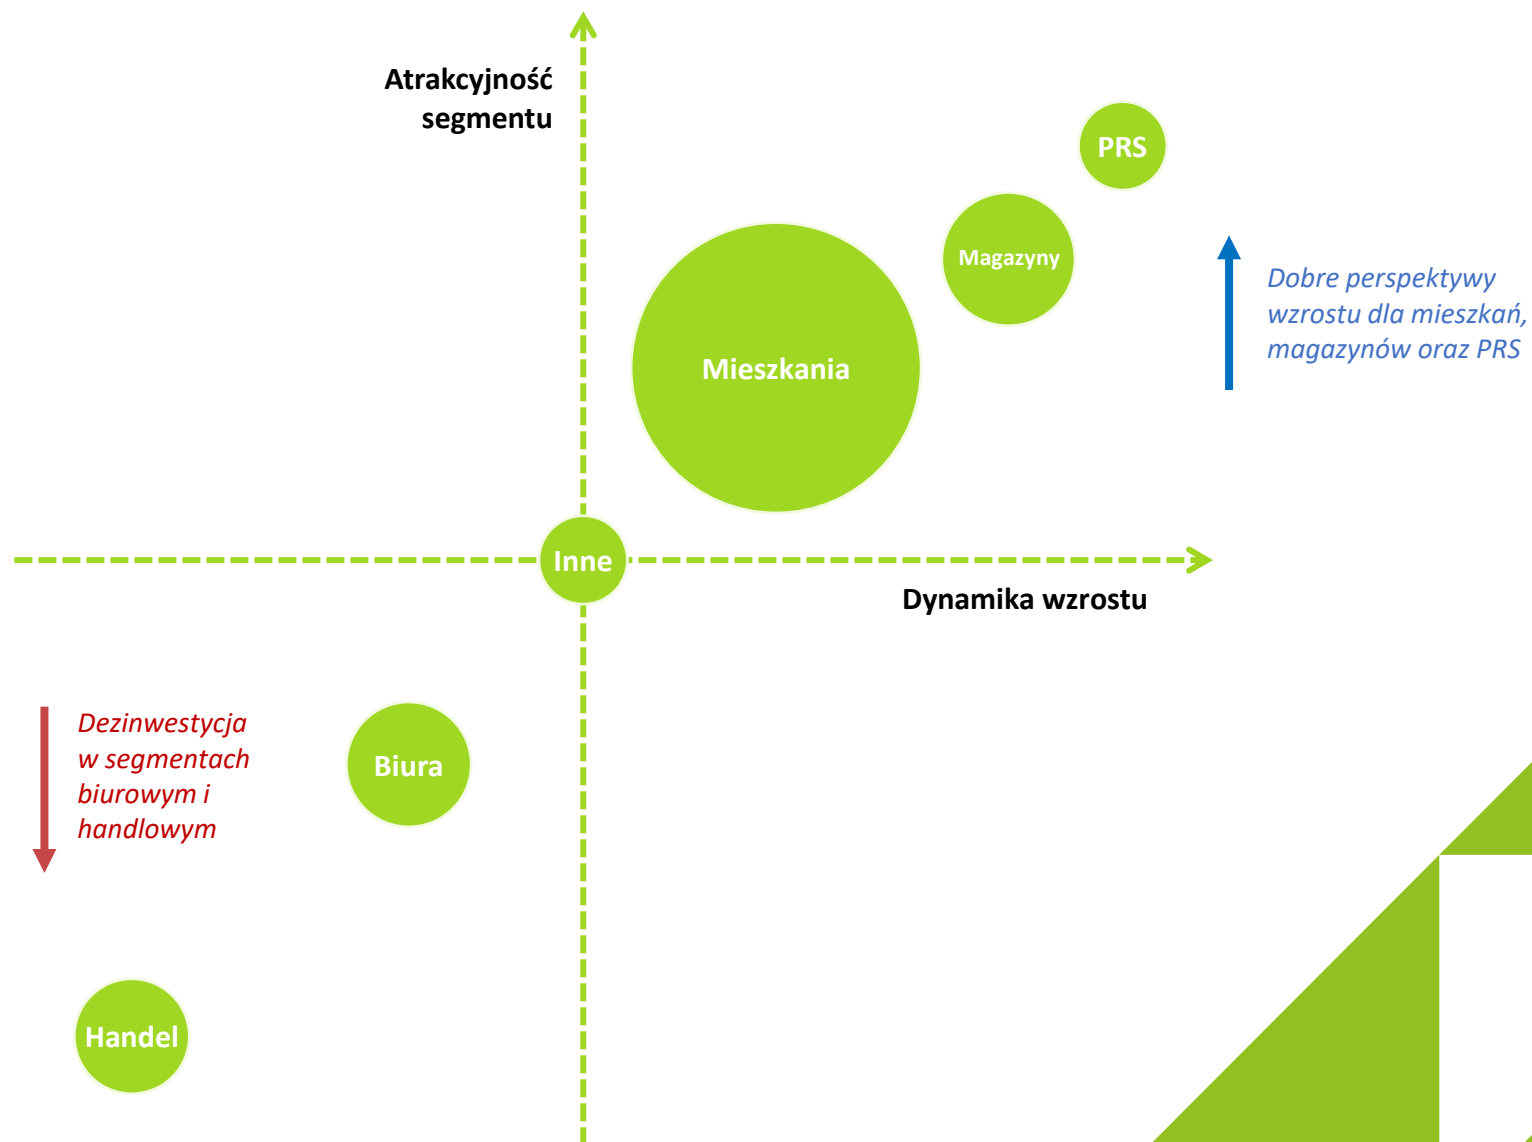 Atrakcyjność
segmentu
PRS
Magazyny
Dobre perspektywy
wzrostu dla mieszkań,
magazynów oraz PRS
Mieszkania
Inne
Dynamika wzrostu
Dezinwestycja
w segmentach
biurowym i
handlowym
Biura
Handel